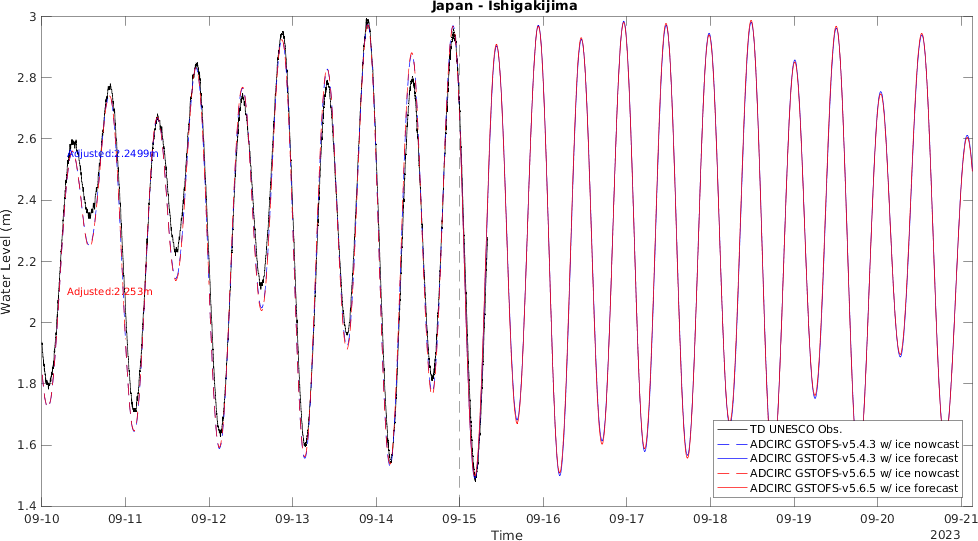 Japan - Ishigakijima
3
2.8
2.6
2.4
2.2
2
1.8
1.6
1.4
Water Level (m)
Adjusted:2.2499m
Adjusted:2.253m
TD UNESCO Obs.
ADCIRC GSTOFS-v5.4.3 w/ ice nowcast
ADCIRC GSTOFS-v5.4.3 w/ ice forecast
ADCIRC GSTOFS-v5.6.5 w/ ice nowcast
ADCIRC GSTOFS-v5.6.5 w/ ice forecast
09-10 09-11 09-12 09-13 09-14 09-15 09-16 09-17 09-18 09-19 09-20 09-21
Time
2023